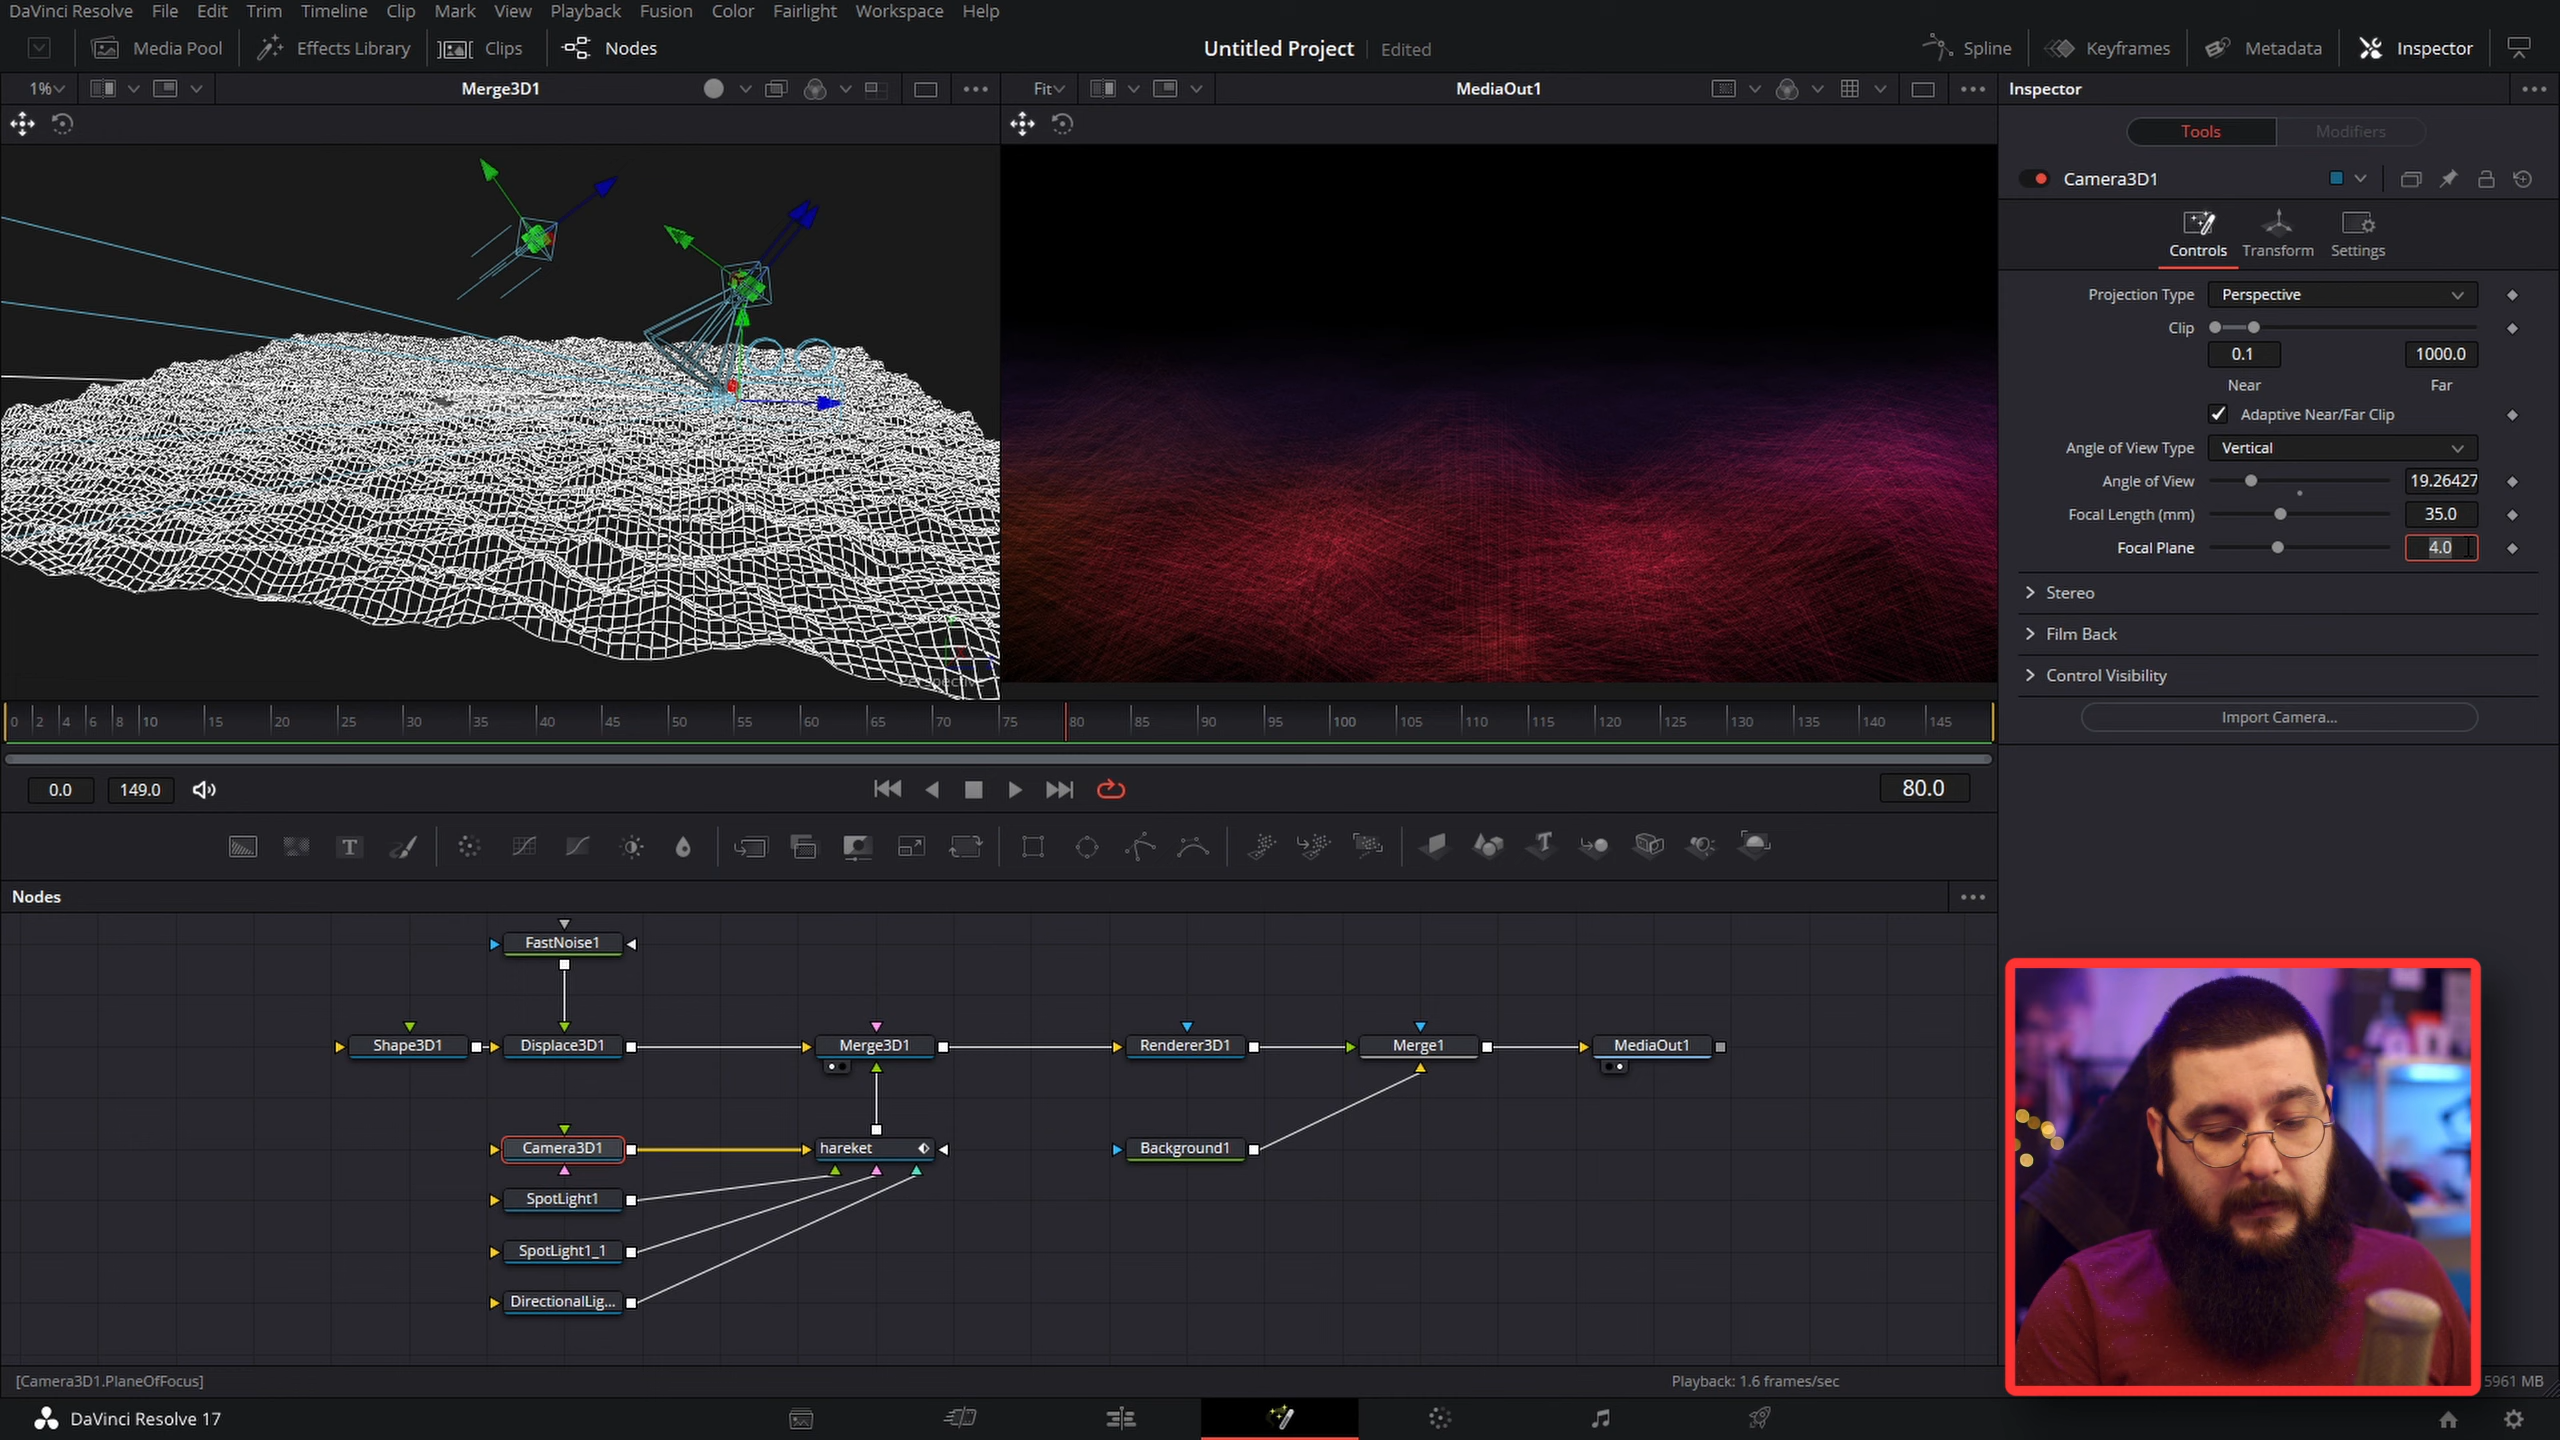 DaVinci Resolve File Edit Trim Timeline Clip Mark View Playback Fusion Color Fairlight Workspace Help
Media Pool Effects Library Clips Nodes Untitled Project Edited Spline Keyframes Metadata Inspector
1% Merge3D1 Fit MediaOut1 Inspector
Tools Modifiers
Camera3D1
Controls Transform Settings
Projection Type Perspective
Clip
0.1 1000.0
Near Far
Adaptive Near/Far Clip
Angle of View Type Vertical
Angle of View 19.26427
Focal Length (mm) 35.0
Focal Plane 4.0
Stereo
Film Back
Control Visibility
Import Camera...
Perspective
0 2 4 6 8 10 15 20 25 30 35 40 45 50 55 60 65 70 75 80 85 90 95 100 105 110 115 120 125 130 135 140 145
0.0 149.0 80.0
T T
Nodes
FastNoise1
Shape3D1 Displace3D1 Merge3D1 Renderer3D1 Merge1 MediaOut1
Camera3D1 hareket Background1
SpotLight1
SpotLight1_1
DirectionalLig...
[Camera3D1.PlaneOfFocus] Playback: 1.6 frames/sec 5961 MB
DaVinci Resolve 17